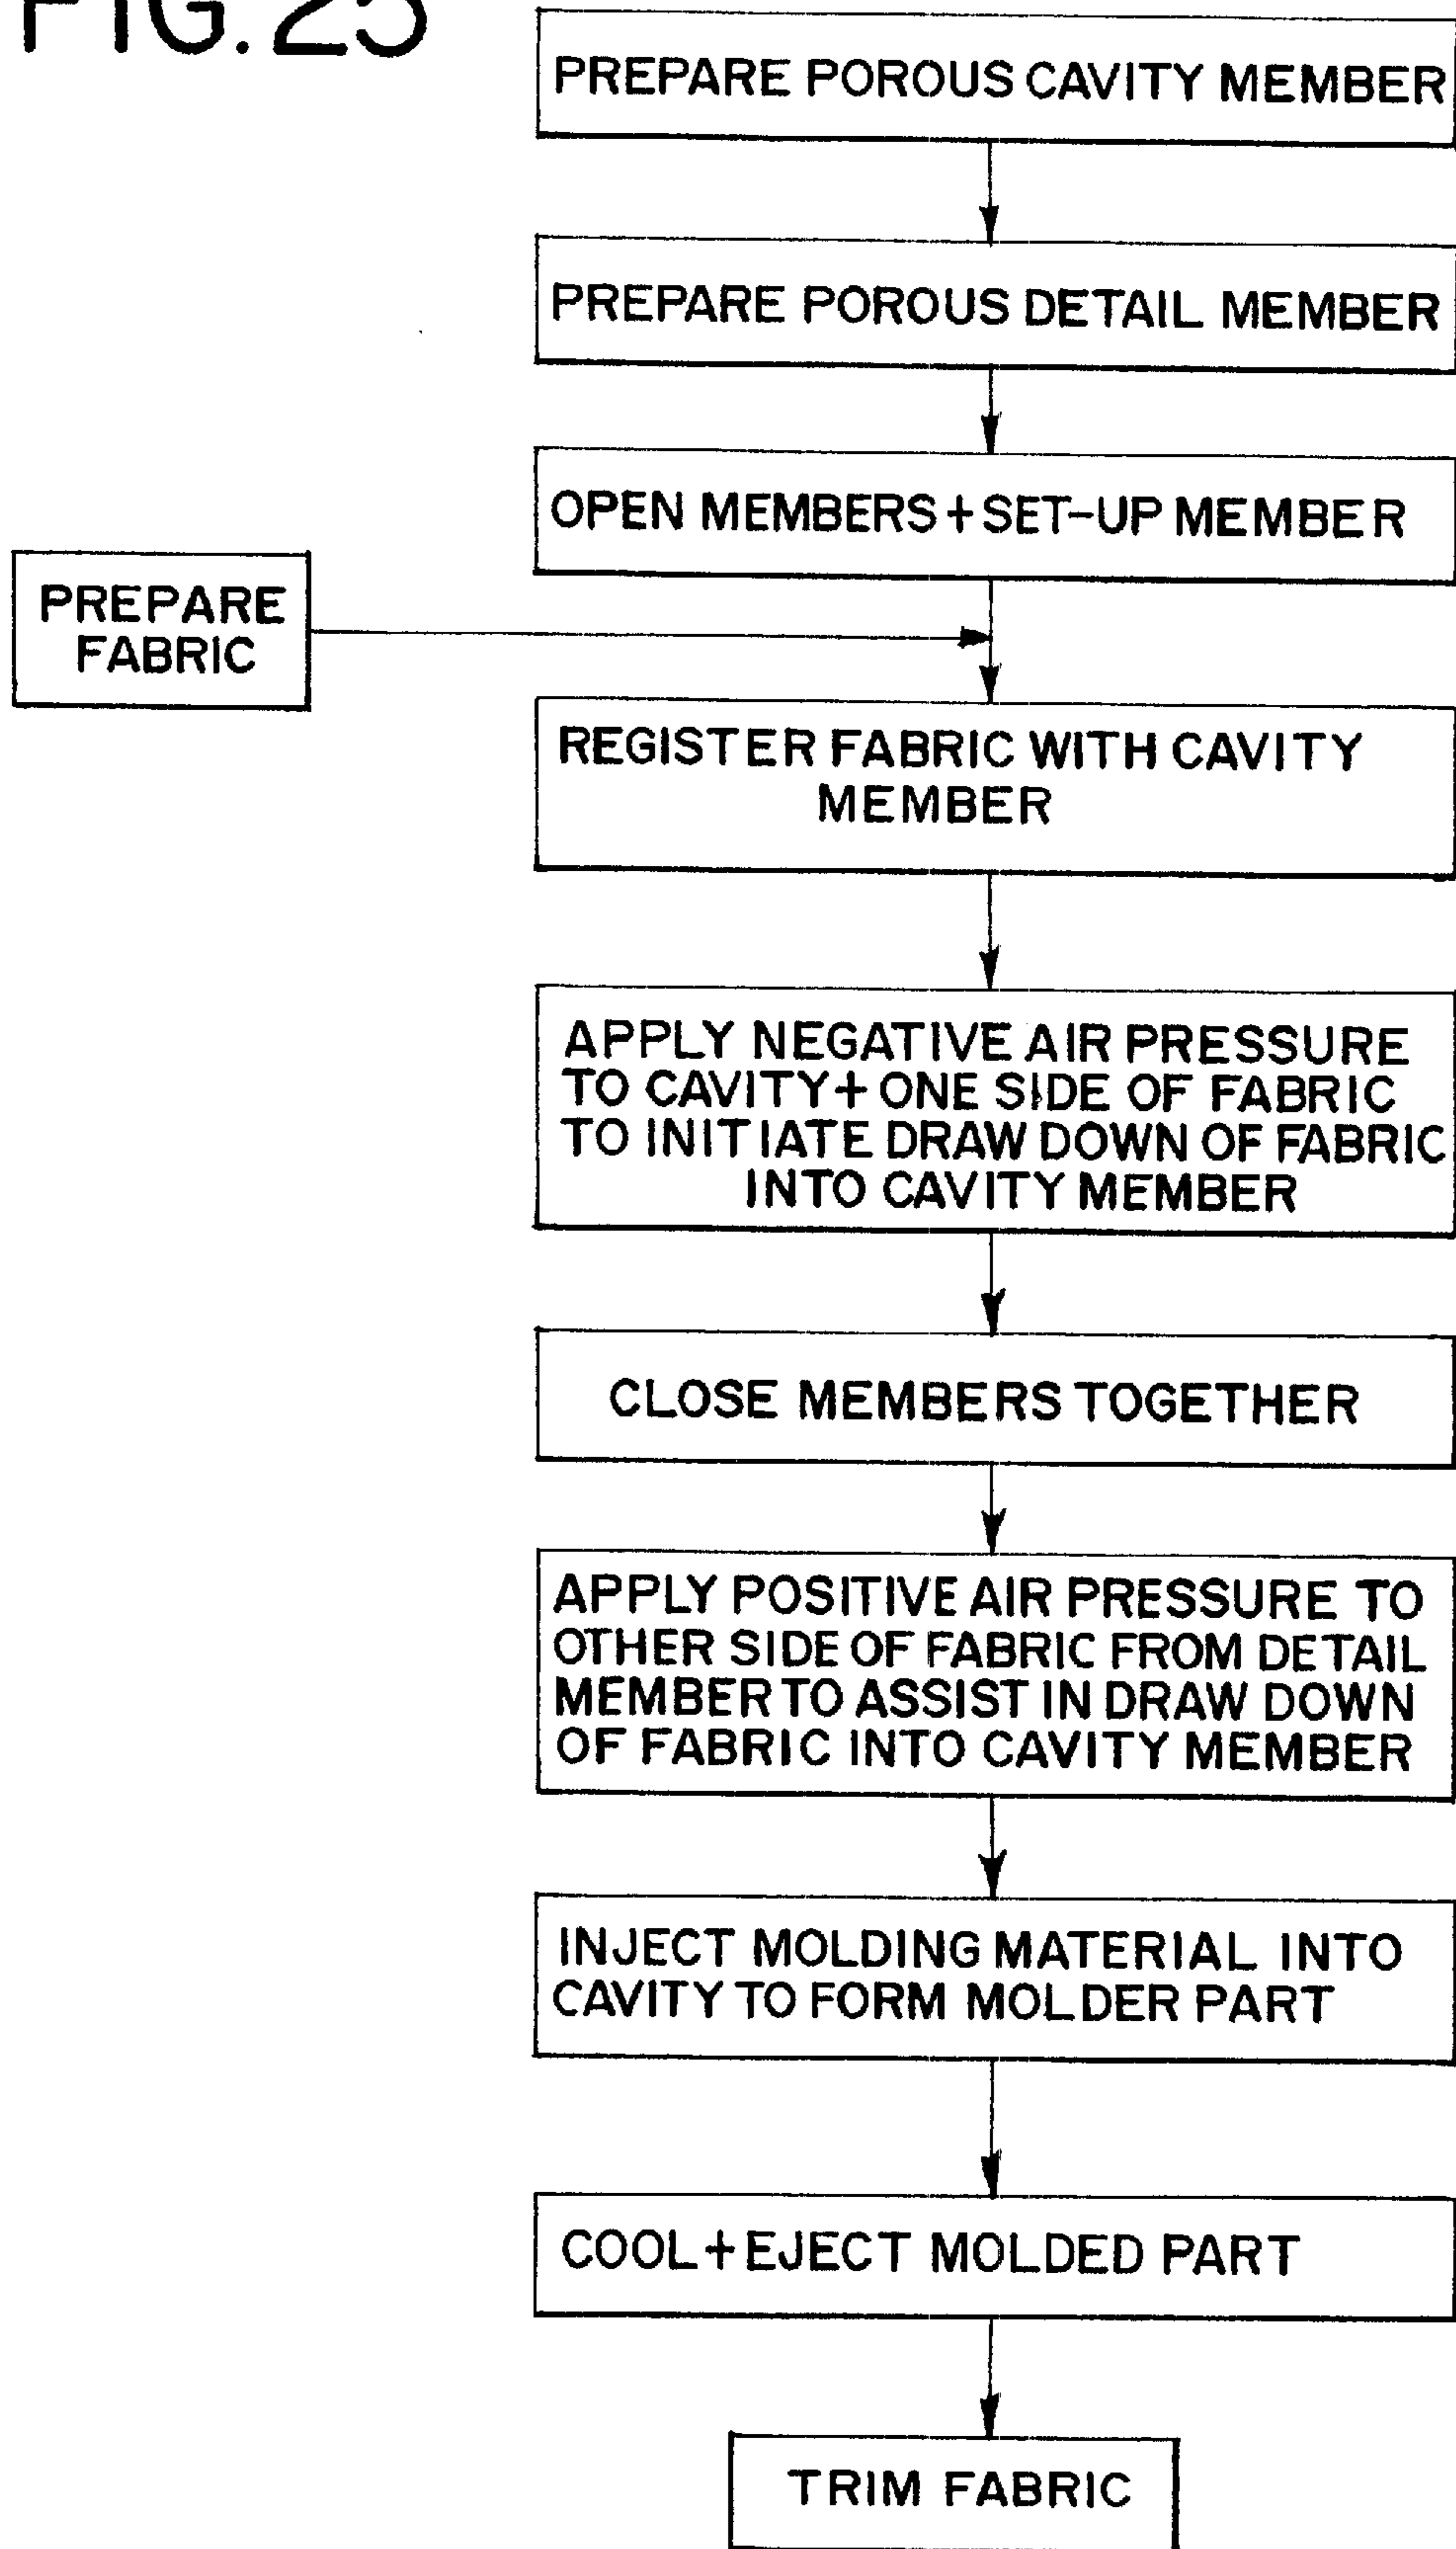 FIG. 25
PREPARE POROUS CAVITY MEMBER
PREPARE POROUS DETAIL MEMBER
OPEN MEMBERS + SET-UP MEMBER
PREPARE
FABRIC
REGISTER FABRIC WITH CAVITY
MEMBER
APPLY NEGATIVE AIR PRESSURE
TO CAVITY + ONE SIDE OF FABRIC
TO INITIATE DRAW DOWN OF FABRIC
INTO CAVITY MEMBER
CLOSE MEMBERS TOGETHER
APPLY POSITIVE AIR PRESSURE TO
OTHER SIDE OF FABRIC FROM DETAIL
MEMBER TO ASSIST IN DRAW DOWN
OF FABRIC INTO CAVITY MEMBER
INJECT MOLDING MATERIAL INTO
CAVITY TO FORM MOLDER PART
COOL + EJECT MOLDED PART
TRIM FABRIC